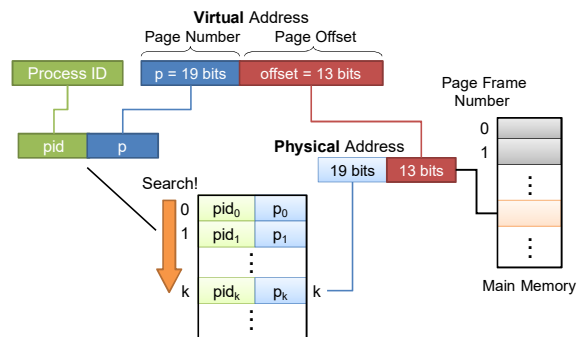 Virtual Address
Page Number
Page Offset
Process ID
p = 19 bits
offset = 13 bits
Page Frame
Number
pid
p
Physical Address
0
1
19 bits
13 bits
⋮
Search!
0
pid0
p0
1
pid1
p1
⋮
⋮
k
pidk
pk
k
Main Memory
⋮